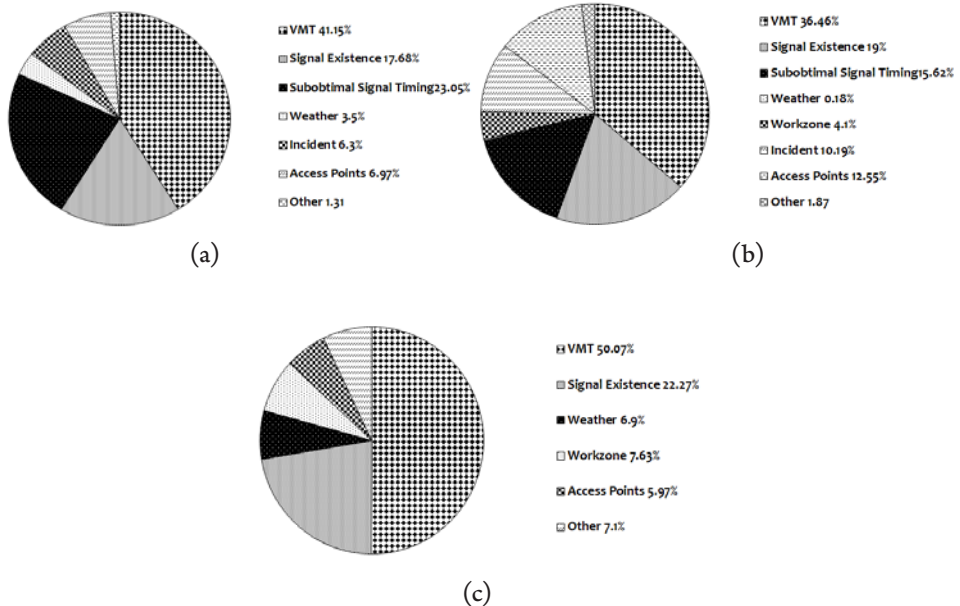 VMT 41.15%
Signal Existence 17.68%
Subobtimal Signal Timing23.05%
Weather 3.5%
Incident 6.3%
Access Points 6.97%
Other 1.31
(a)
VMT 36.46%
Signal Existence 19%
Subobtimal Signal Timing15.62%
Weather 0.18%
Workzone 4.1%
Incident 10.19%
Access Points 12.55%
Other 1.87
(b)
VMT 50.07%
Signal Existence 22.27%
Weather 6.9%
Workzone 7.63%
Access Points 5.97%
Other 7.1%
(c)